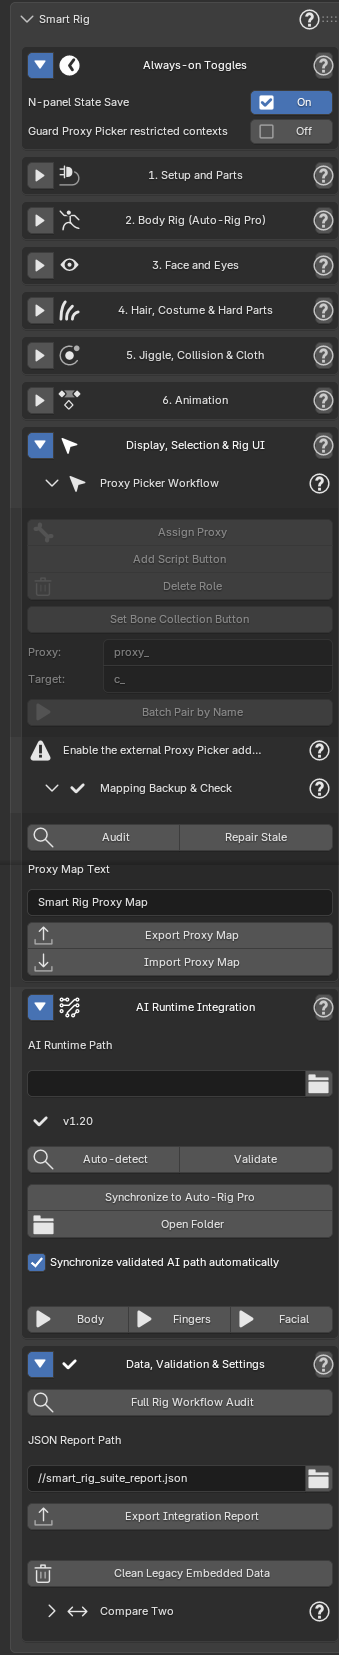 Smart Rig
Always-on Toggles
N-panel State Save On
Guard Proxy Picker restricted contexts Off
1. Setup and Parts
2. Body Rig (Auto-Rig Pro)
3. Face and Eyes
4. Hair, Costume & Hard Parts
5. Jiggle, Collision & Cloth
6. Animation
Display, Selection & Rig UI
Proxy Picker Workflow
Assign Proxy
Add Script Button
Delete Role
Set Bone Collection Button
Proxy: proxy_
Target: c_
Batch Pair by Name
Enable the external Proxy Picker add...
Mapping Backup & Check
Audit Repair Stale
Proxy Map Text
Smart Rig Proxy Map
Export Proxy Map
Import Proxy Map
AI Runtime Integration
AI Runtime Path
v1.20
Auto-detect Validate
Synchronize to Auto-Rig Pro
Open Folder
Synchronize validated AI path automatically
Body Fingers Facial
Data, Validation & Settings
Full Rig Workflow Audit
JSON Report Path
//smart_rig_suite_report.json
Export Integration Report
Clean Legacy Embedded Data
Compare Two